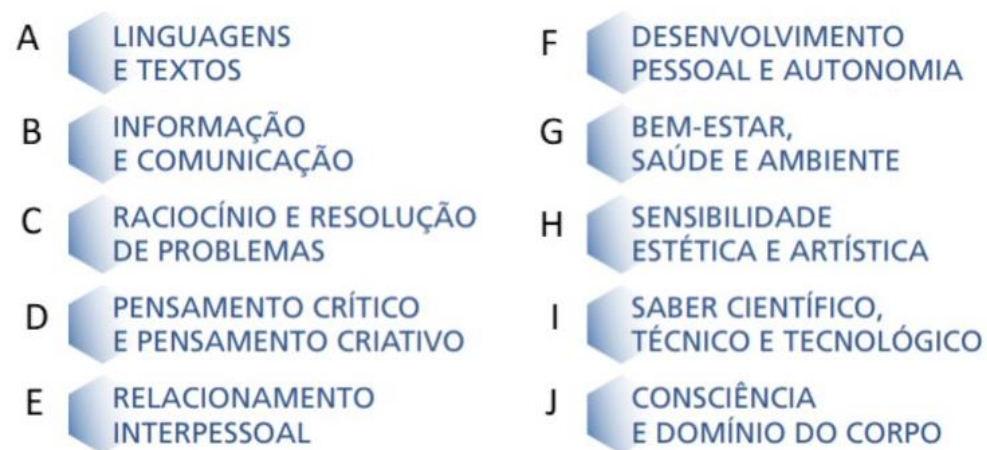 A LINGUAGENS
E TEXTOS
B INFORMAÇÃO
E COMUNICAÇÃO
C RACIOCÍNIO E RESOLUÇÃO
DE PROBLEMAS
D PENSAMENTO CRÍTICO
E PENSAMENTO CRIATIVO
E RELACIONAMENTO
INTERPESSOAL
F DESENVOLVIMENTO
PESSOAL E AUTONOMIA
G BEM-ESTAR,
SAÚDE E AMBIENTE
H SENSIBILIDADE
ESTÉTICA E ARTÍSTICA
I SABER CIENTÍFICO,
TÉCNICO E TECNOLÓGICO
J CONSCIÊNCIA
E DOMÍNIO DO CORPO